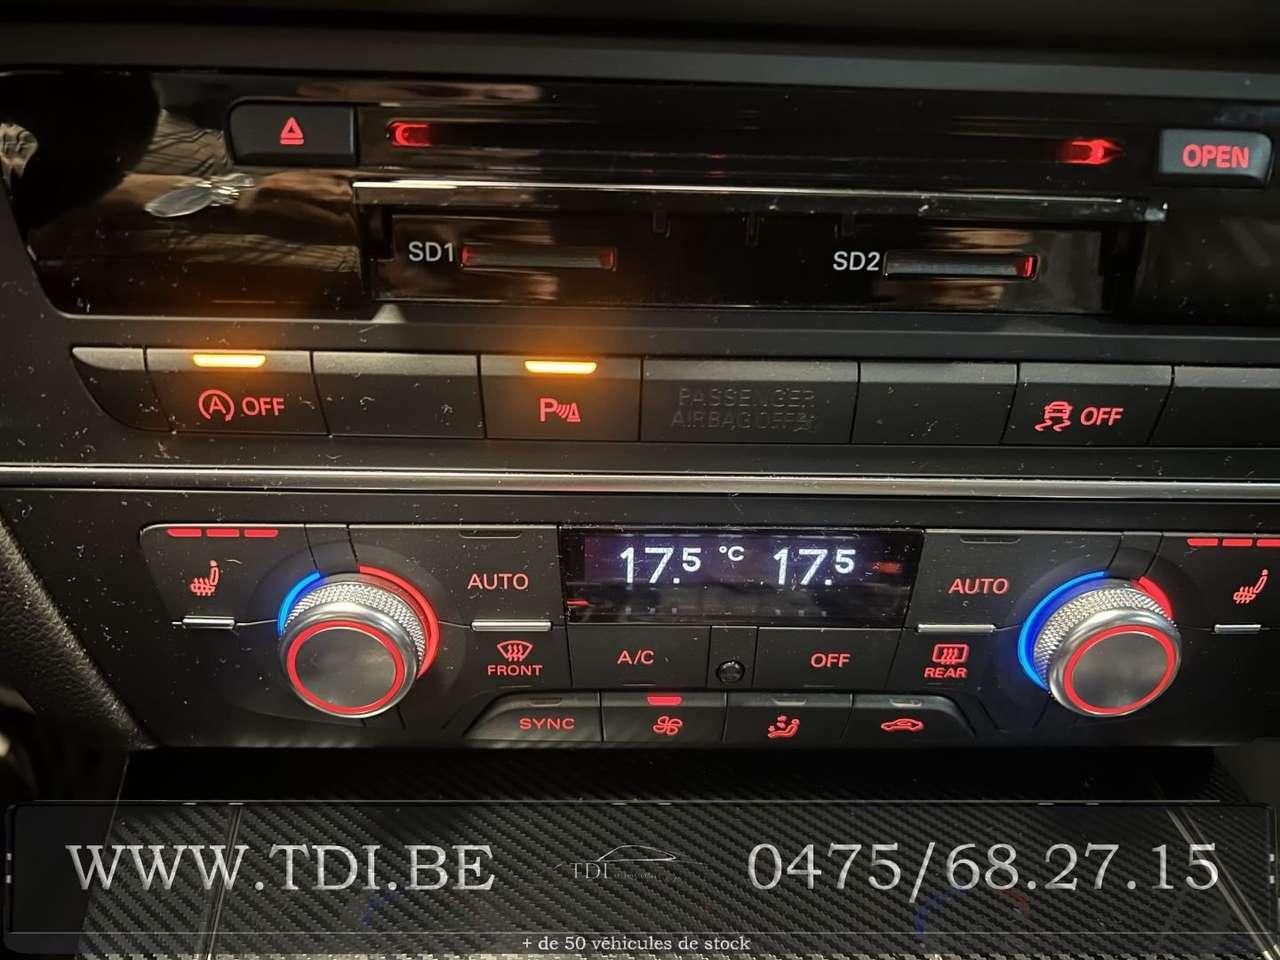 OPEN
SD1 SD2
A OFF P PASSENGER OFF
AIRBAG OFF
17.5 °C 17.5
AUTO AUTO
FRONT A/C OFF REAR
SYNC
WWW.TDI.BE TDI 0475/68.27.15
+ de 50 véhicules de stock